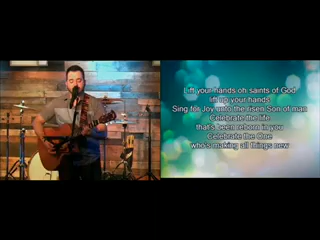 Lift your hands oh saints of God
lift up your hands
Sing for Joy unto the risen Son of man
Celebrate the life
that's been reborn in you
Celebrate the One
who's making all things new